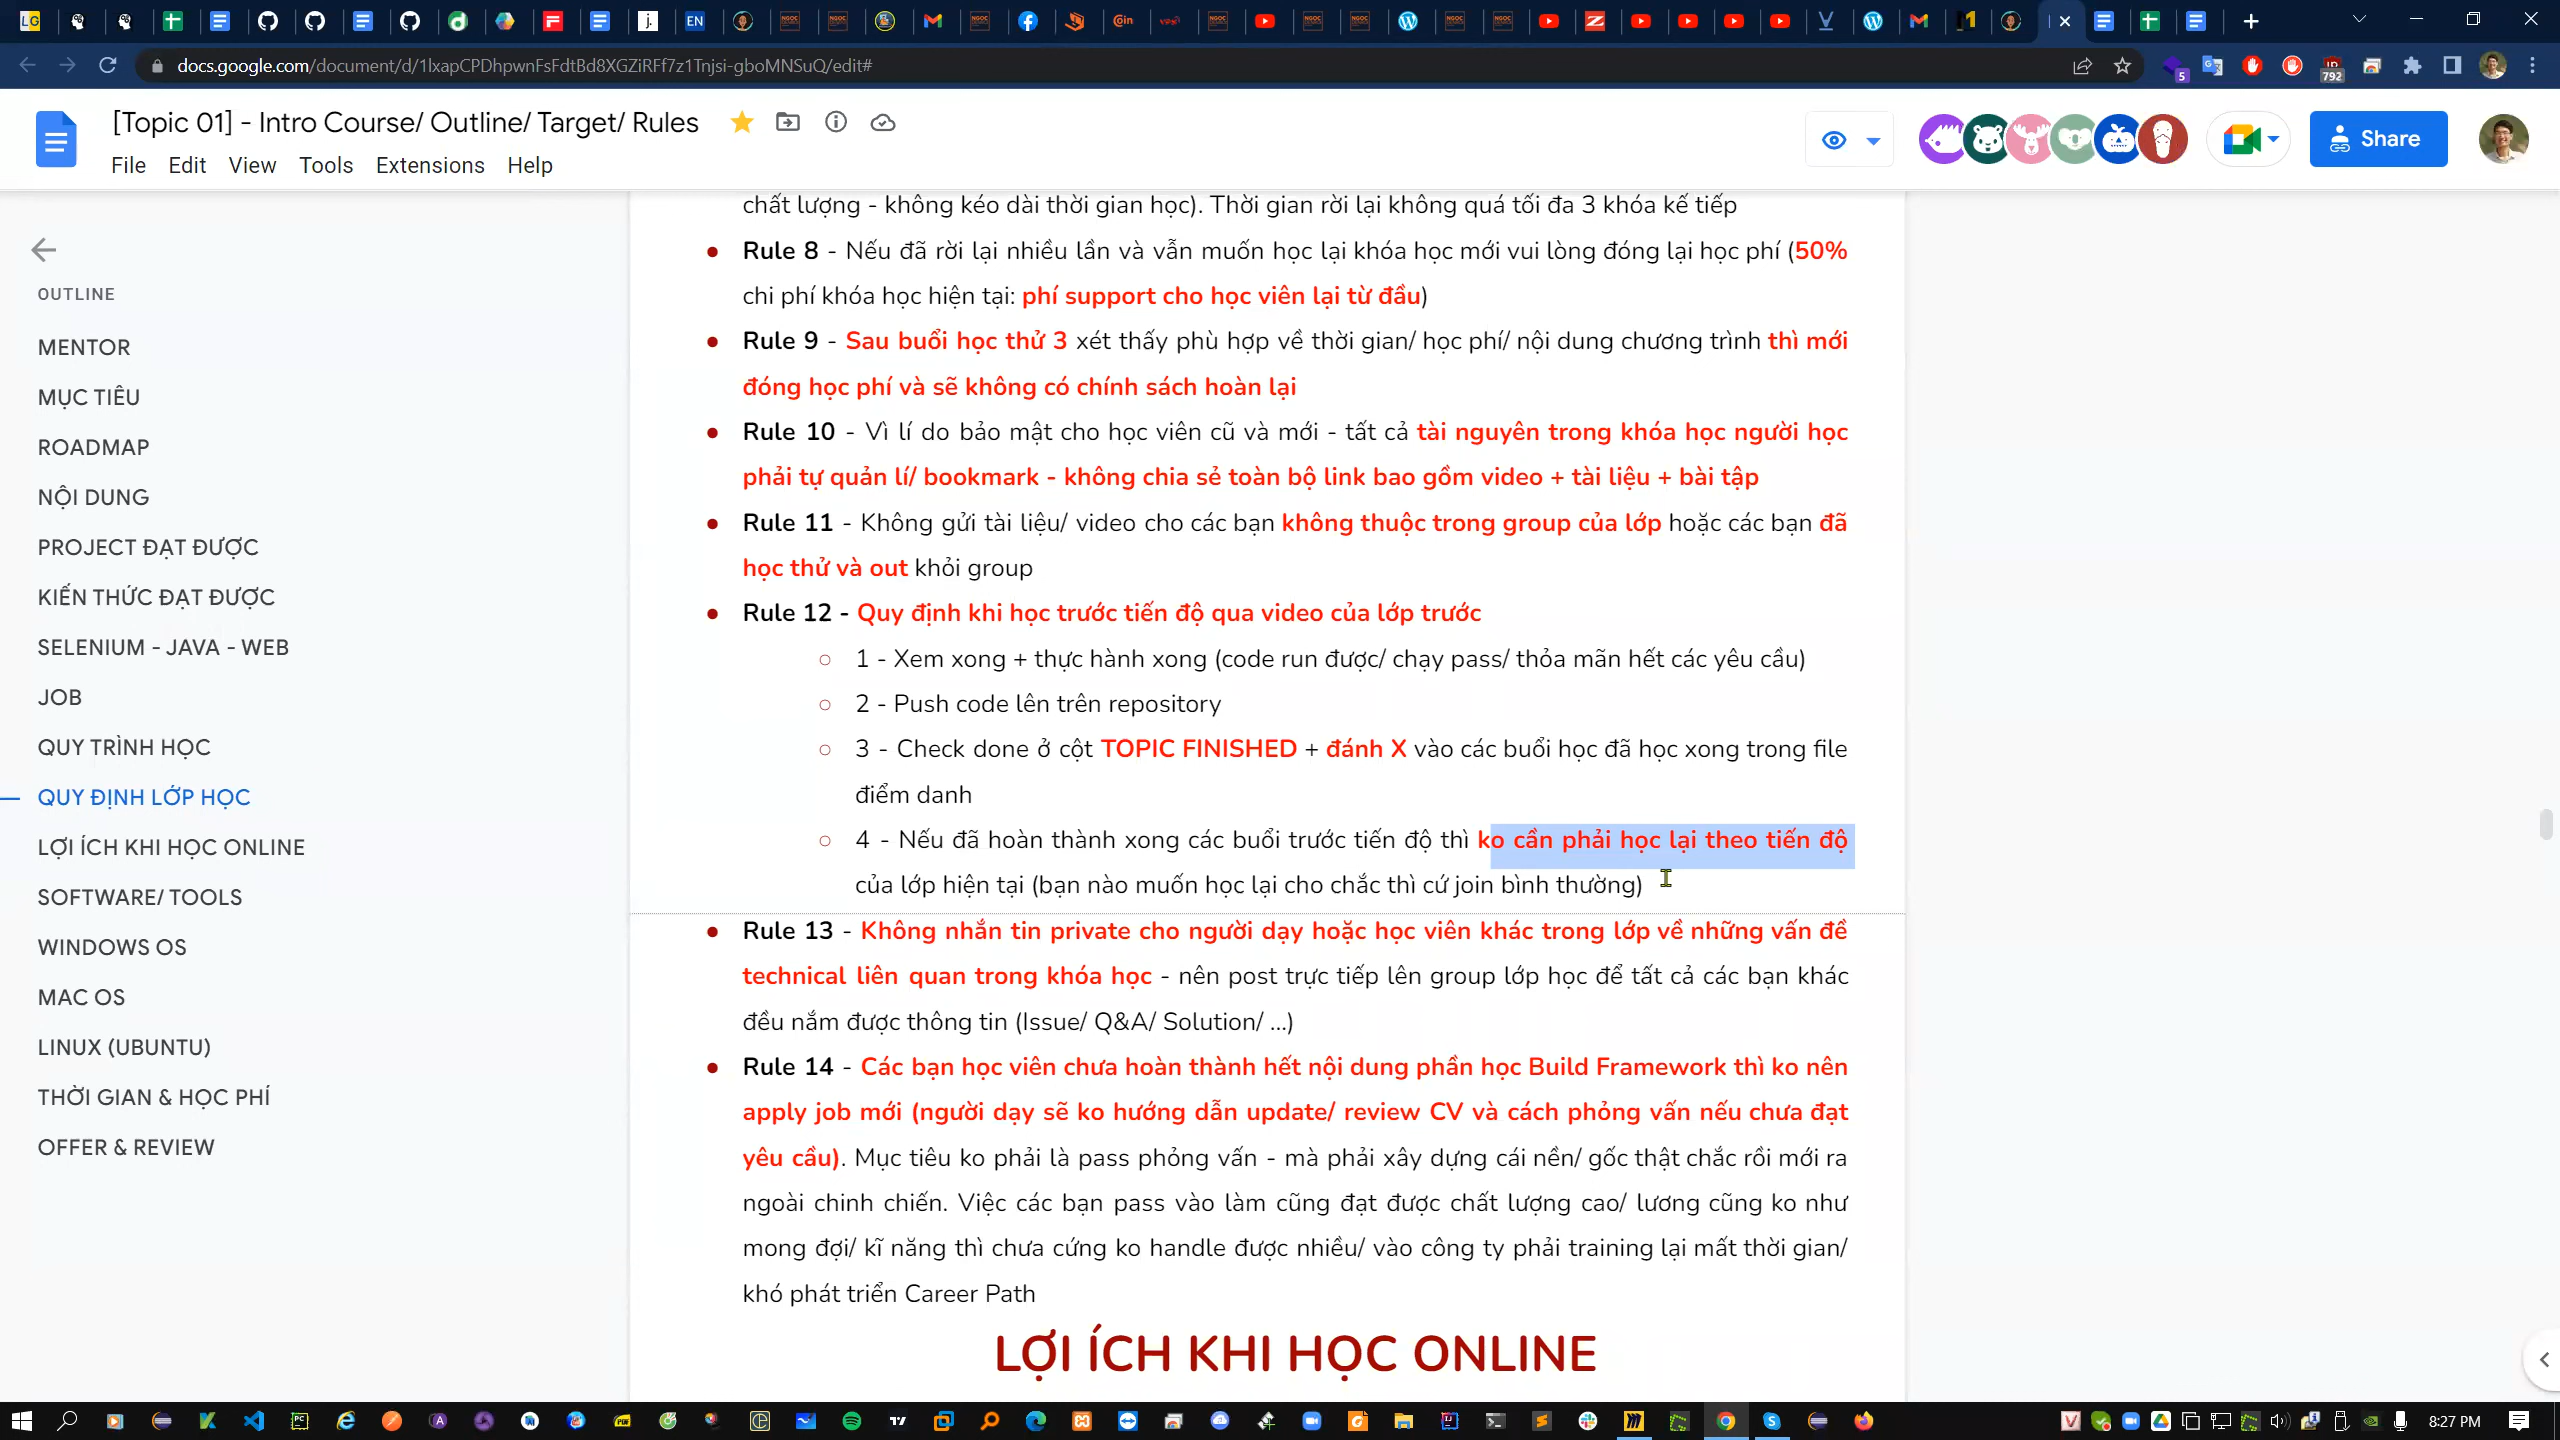 docs.google.com/document/d/1lxapCPDhpwnFsFdtBd8XGZiRFf7z1Tnjsi-gboMNSuQ/edit#
[Topic 01] - Intro Course/ Outline/ Target/ Rules
File Edit View Tools Extensions Help
Share
OUTLINE
MENTOR
MỤC TIÊU
ROADMAP
NỘI DUNG
PROJECT ĐẠT ĐƯỢC
KIẾN THỨC ĐẠT ĐƯỢC
SELENIUM - JAVA - WEB
JOB
QUY TRÌNH HỌC
QUY ĐỊNH LỚP HỌC
LỢI ÍCH KHI HỌC ONLINE
SOFTWARE/ TOOLS
WINDOWS OS
MAC OS
LINUX (UBUNTU)
THỜI GIAN & HỌC PHÍ
OFFER & REVIEW
chất lượng - không kéo dài thời gian học). Thời gian rời lại không quá tối đa 3 khóa kế tiếp
Rule 8 - Nếu đã rời lại nhiều lần và vẫn muốn học lại khóa học mới vui lòng đóng lại học phí (50%
chi phí khóa học hiện tại: phí support cho học viên lại từ đầu)
Rule 9 - Sau buổi học thử 3 xét thấy phù hợp về thời gian/ học phí/ nội dung chương trình thì mới
đóng học phí và sẽ không có chính sách hoàn lại
Rule 10 - Vì lí do bảo mật cho học viên cũ và mới - tất cả tài nguyên trong khóa học người học
phải tự quản lí/ bookmark - không chia sẻ toàn bộ link bao gồm video + tài liệu + bài tập
Rule 11 - Không gửi tài liệu/ video cho các bạn không thuộc trong group của lớp hoặc các bạn đã
học thử và out khỏi group
Rule 12 - Quy định khi học trước tiến độ qua video của lớp trước
1 - Xem xong + thực hành xong (code run được/ chạy pass/ thỏa mãn hết các yêu cầu)
2 - Push code lên trên repository
3 - Check done ở cột TOPIC FINISHED + đánh X vào các buổi học đã học xong trong file
điểm danh
4 - Nếu đã hoàn thành xong các buổi trước tiến độ thì ko cần phải học lại theo tiến độ
của lớp hiện tại (bạn nào muốn học lại cho chắc thì cứ join bình thường)
Rule 13 - Không nhắn tin private cho người dạy hoặc học viên khác trong lớp về những vấn đề
technical liên quan trong khóa học - nên post trực tiếp lên group lớp học để tất cả các bạn khác
đều nắm được thông tin (Issue/ Q&A/ Solution/ ...)
Rule 14 - Các bạn học viên chưa hoàn thành hết nội dung phần học Build Framework thì ko nên
apply job mới (người dạy sẽ ko hướng dẫn update/ review CV và cách phỏng vấn nếu chưa đạt
yêu cầu). Mục tiêu ko phải là pass phỏng vấn - mà phải xây dựng cái nền/ gốc thật chắc rồi mới ra
ngoài chinh chiến. Việc các bạn pass vào làm cũng đạt được chất lượng cao/ lương cũng ko như
mong đợi/ kĩ năng thì chưa cứng ko handle được nhiều/ vào công ty phải training lại mất thời gian/
khó phát triển Career Path
LỢI ÍCH KHI HỌC ONLINE
8:27 PM